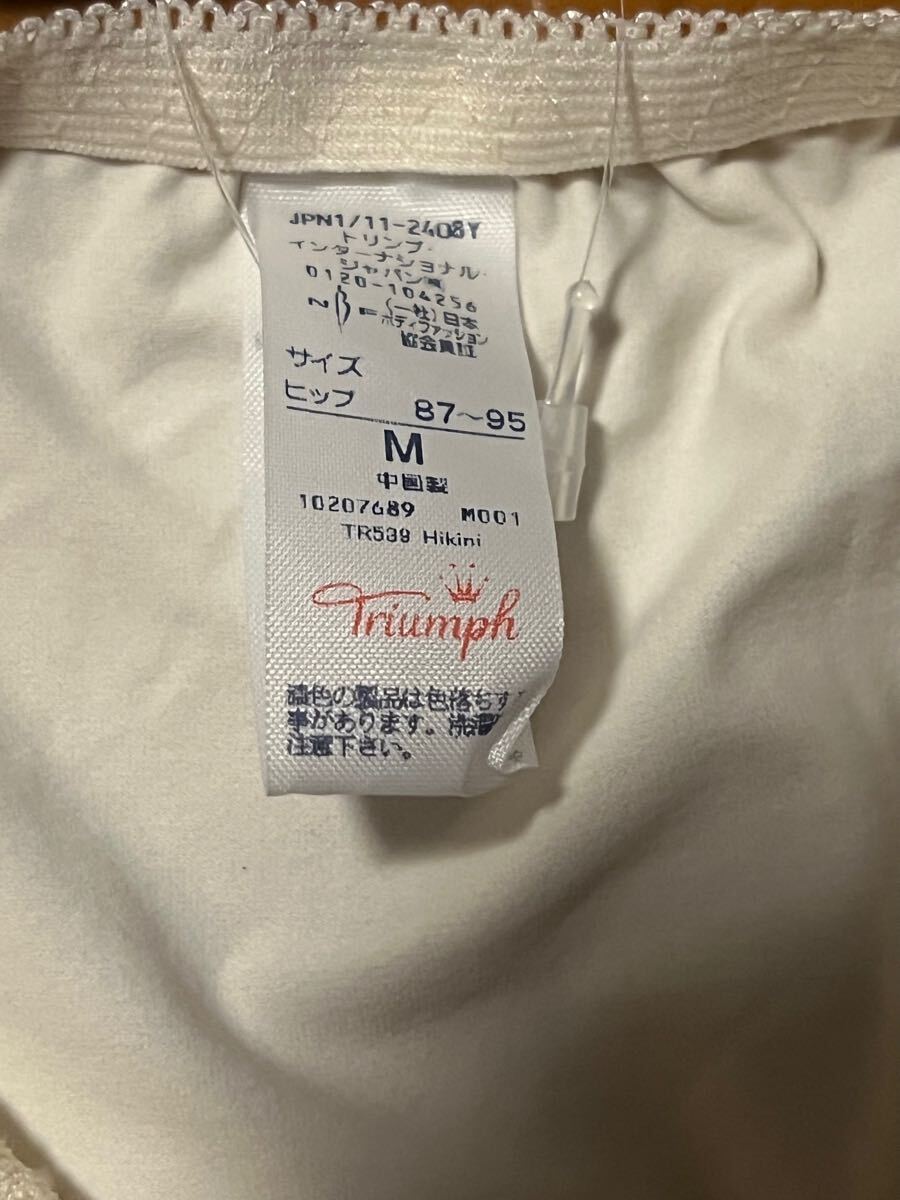 JPN1/11-2408Y
トリンプ・
インターナショナル・
ジャパン㈱
0120-104256
(一社)日本
ボディファッション
協会員証
サイズ
ヒップ 87〜95
M
中国製
10207689 M001
TR539 Hikini
Triumph
濃色の製品は色落ちす
事があります。洗濯
注意下さい。